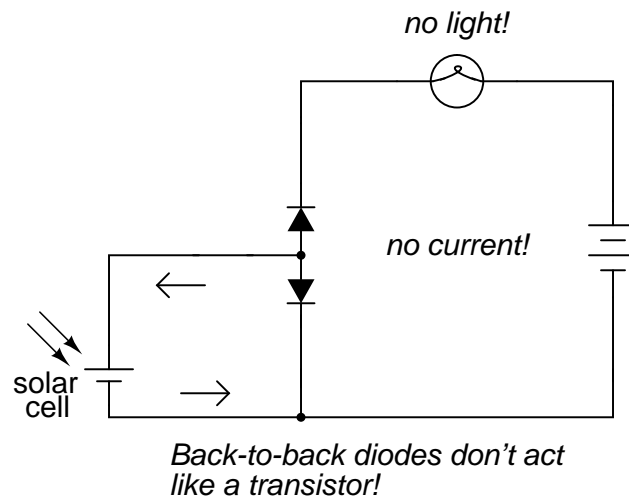 no light!
no current!
solar
cell
Back-to-back diodes don’t act
like a transistor!